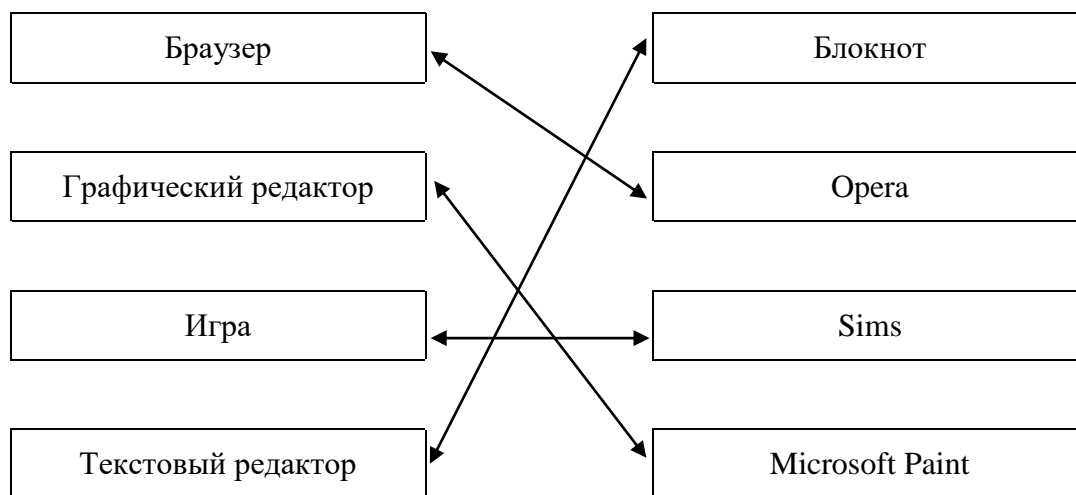 Браузер
Блокнот
Графический редактор
Opera
Игра
Sims
Текстовый редактор
Microsoft Paint